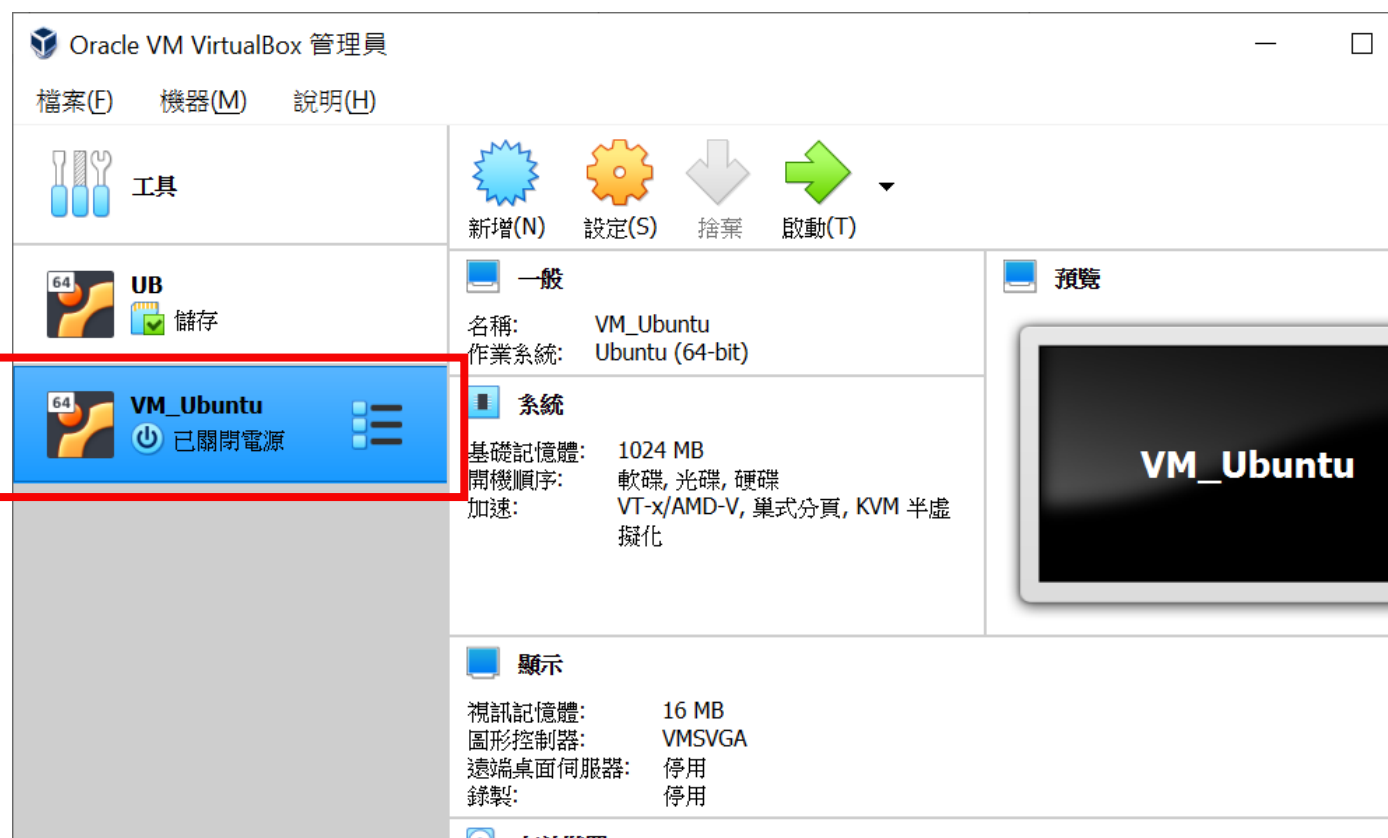 Oracle VM VirtualBox 管理員
檔案(F) 機器(M) 說明(H)
工具
新增(N) 設定(S) 捨棄 啟動(T)
64
UB
儲存
64
VM_Ubuntu
已關閉電源
一般
名稱: VM_Ubuntu
作業系統: Ubuntu (64-bit)
預覽
VM_Ubuntu
系統
基礎記憶體: 1024 MB
開機順序: 軟碟, 光碟, 硬碟
加速: VT-x/AMD-V, 巢式分頁, KVM 半虛
擬化
顯示
視訊記憶體: 16 MB
圖形控制器: VMSVGA
遠端桌面伺服器: 停用
錄製: 停用